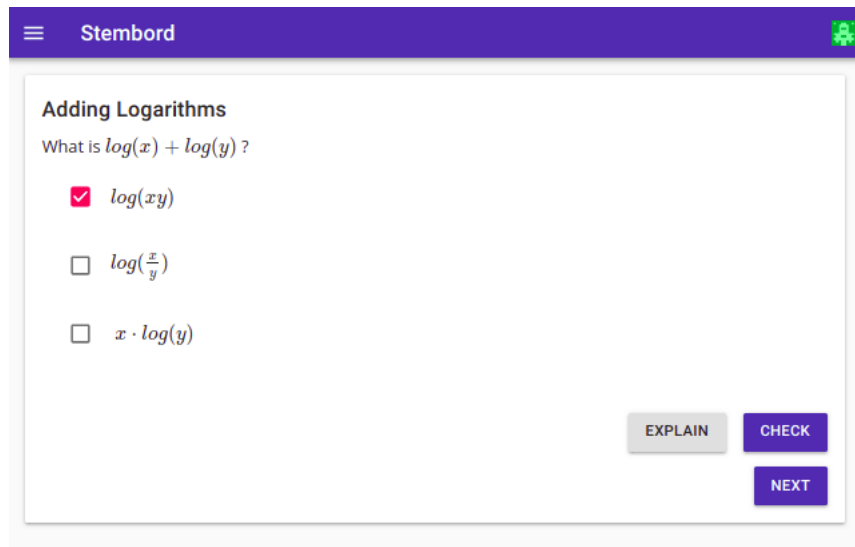 Stembord
Adding Logarithms
What is log(x) + log(y) ?
log(xy)
log(x/y)
x · log(y)
EXPLAIN
CHECK
NEXT